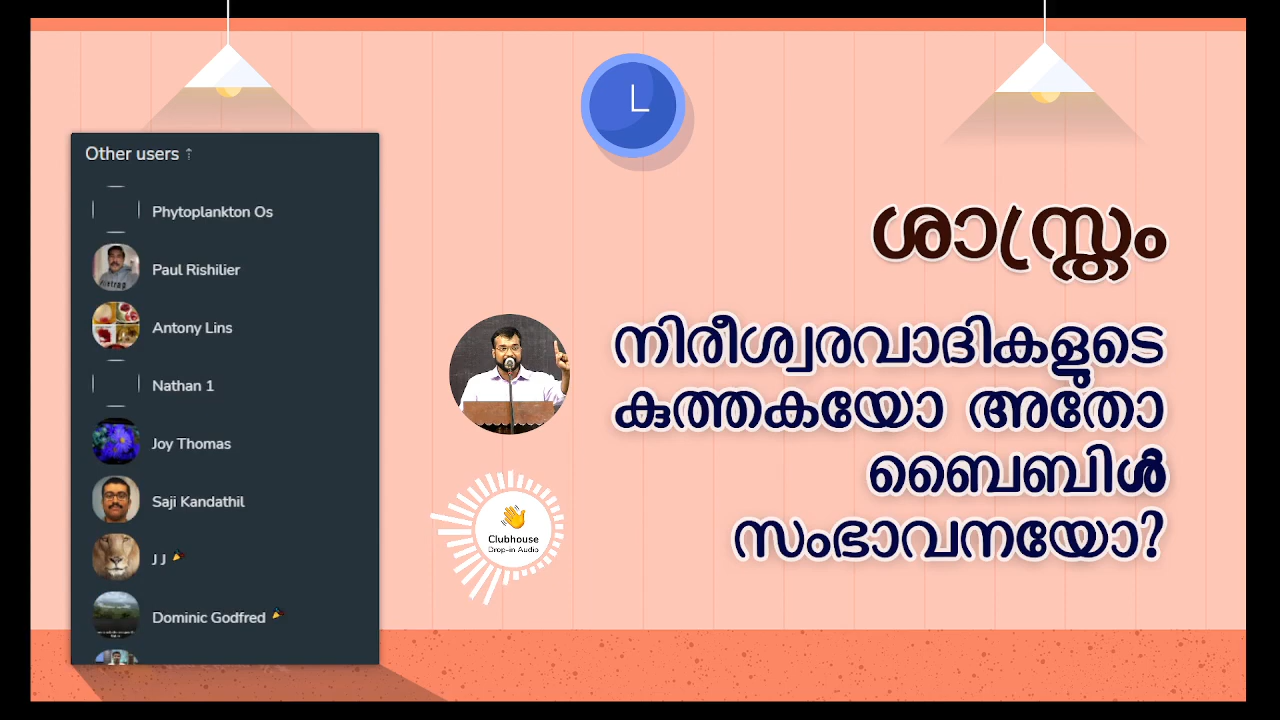 Other users ⇡
Phytoplankton Os
Paul Rishilier
Antony Lins
Nathan 1
Joy Thomas
Saji Kandathil
J J 🎉
Dominic Godfred 🎉
Clubhouse
Drop-in Audio
ശാസ്ത്രം
നിരീശ്വരവാദികളുടെ
കുത്തകയോ അതോ
ബൈബിൾ
സംഭാവനയോ?